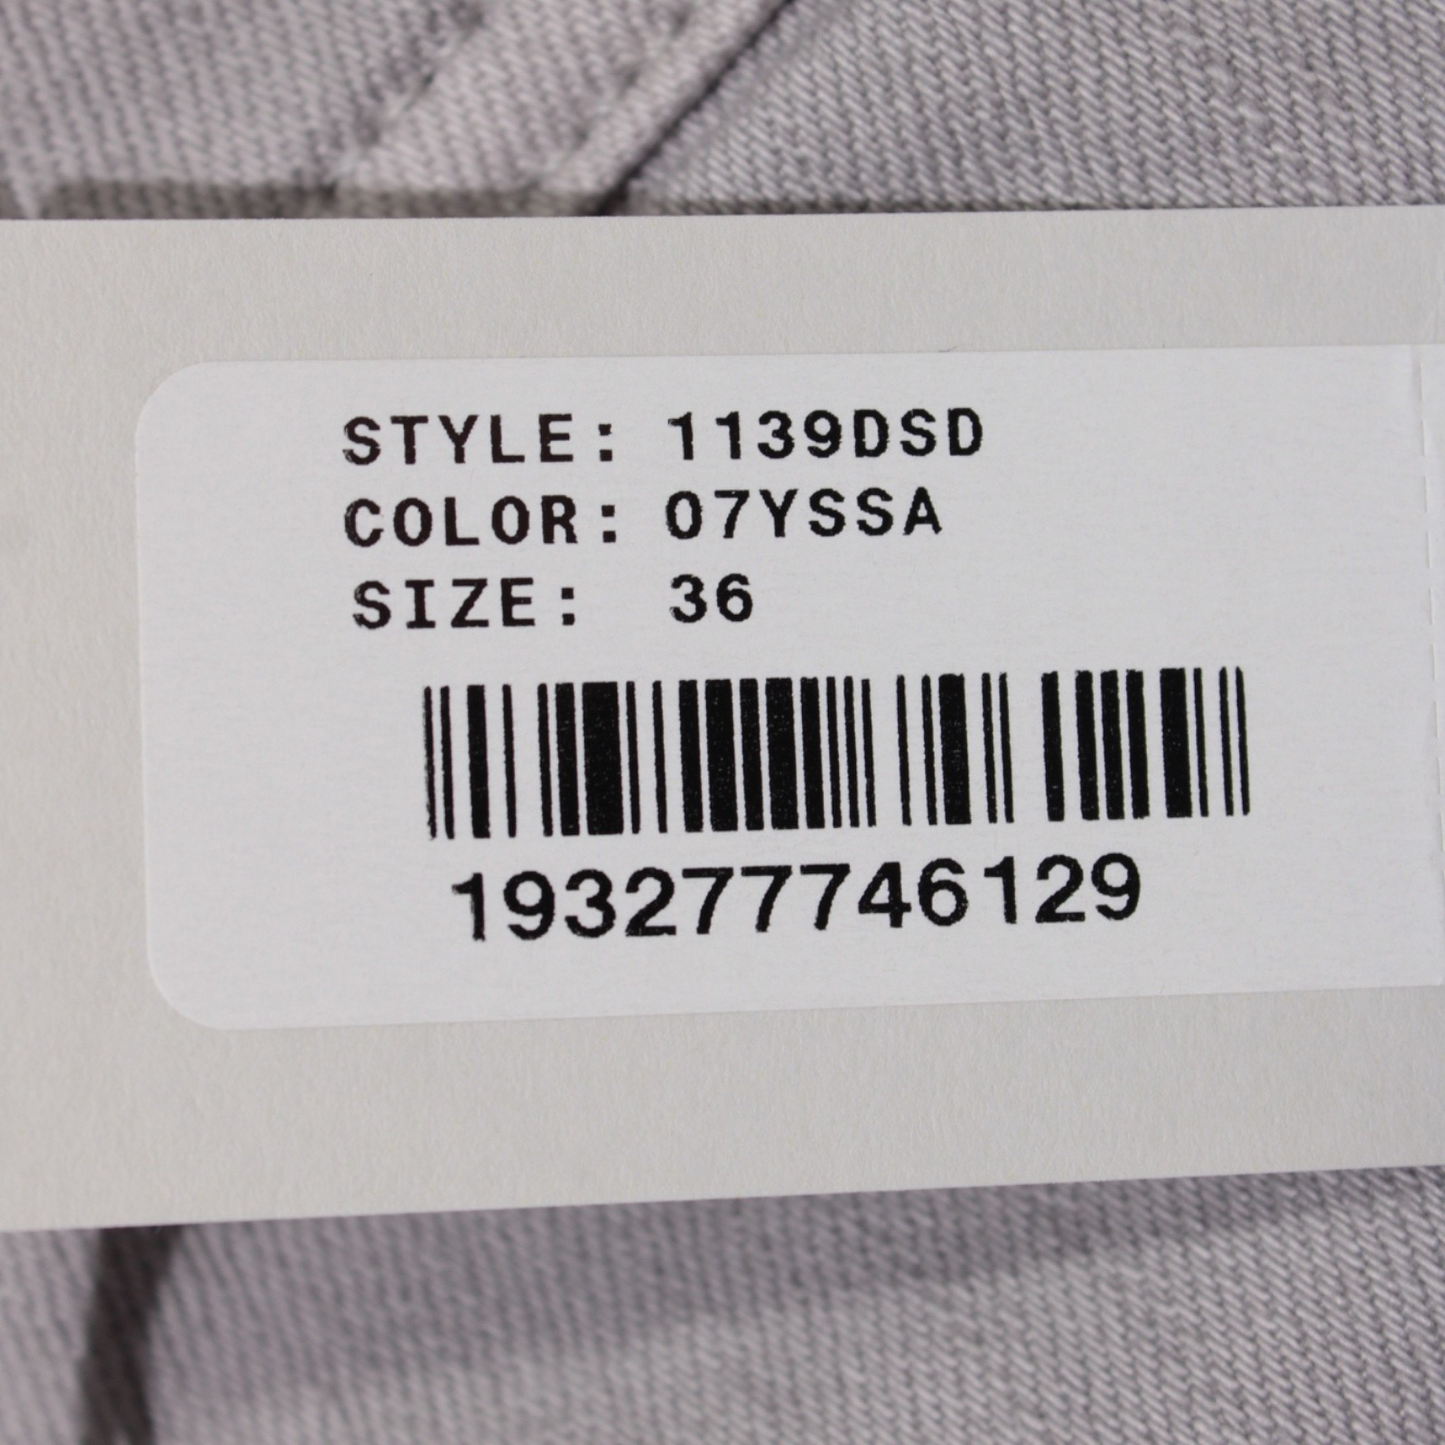 STYLE: 1139DSD
COLOR: 07YSSA
SIZE: 36
193277746129